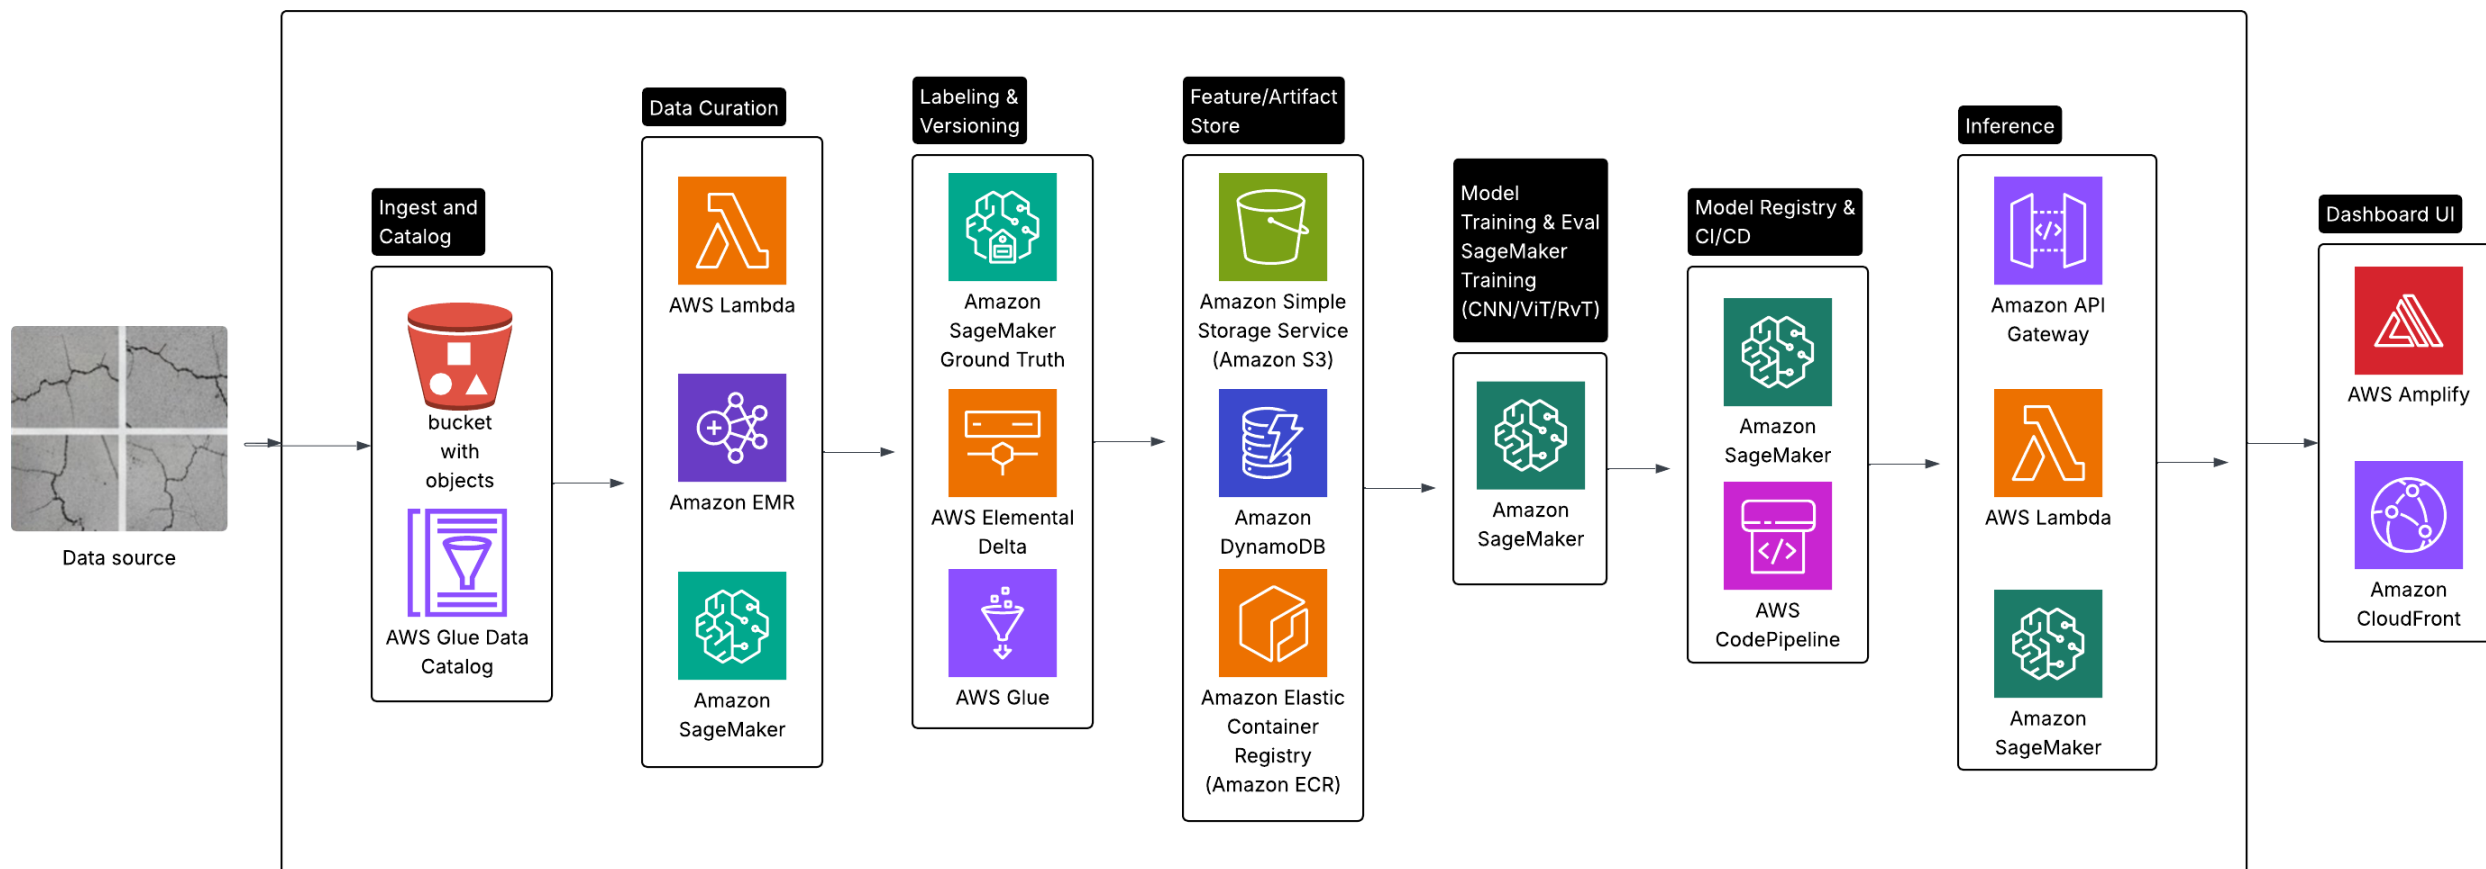 Data source
Ingest and
Catalog
bucket
with
objects
AWS Glue Data
Catalog
Data Curation
AWS Lambda
Amazon EMR
Amazon
SageMaker
Labeling &
Versioning
Amazon
SageMaker
Ground Truth
AWS Elemental
Delta
AWS Glue
Feature/Artifact
Store
Amazon Simple
Storage Service
(Amazon S3)
Amazon
DynamoDB
Amazon Elastic
Container
Registry
(Amazon ECR)
Model
Training & Eval
SageMaker
Training
(CNN/ViT/RvT)
Amazon
SageMaker
Model Registry &
CI/CD
Amazon
SageMaker
AWS
CodePipeline
Inference
Amazon API
Gateway
AWS Lambda
Amazon
SageMaker
Dashboard UI
AWS Amplify
Amazon
CloudFront